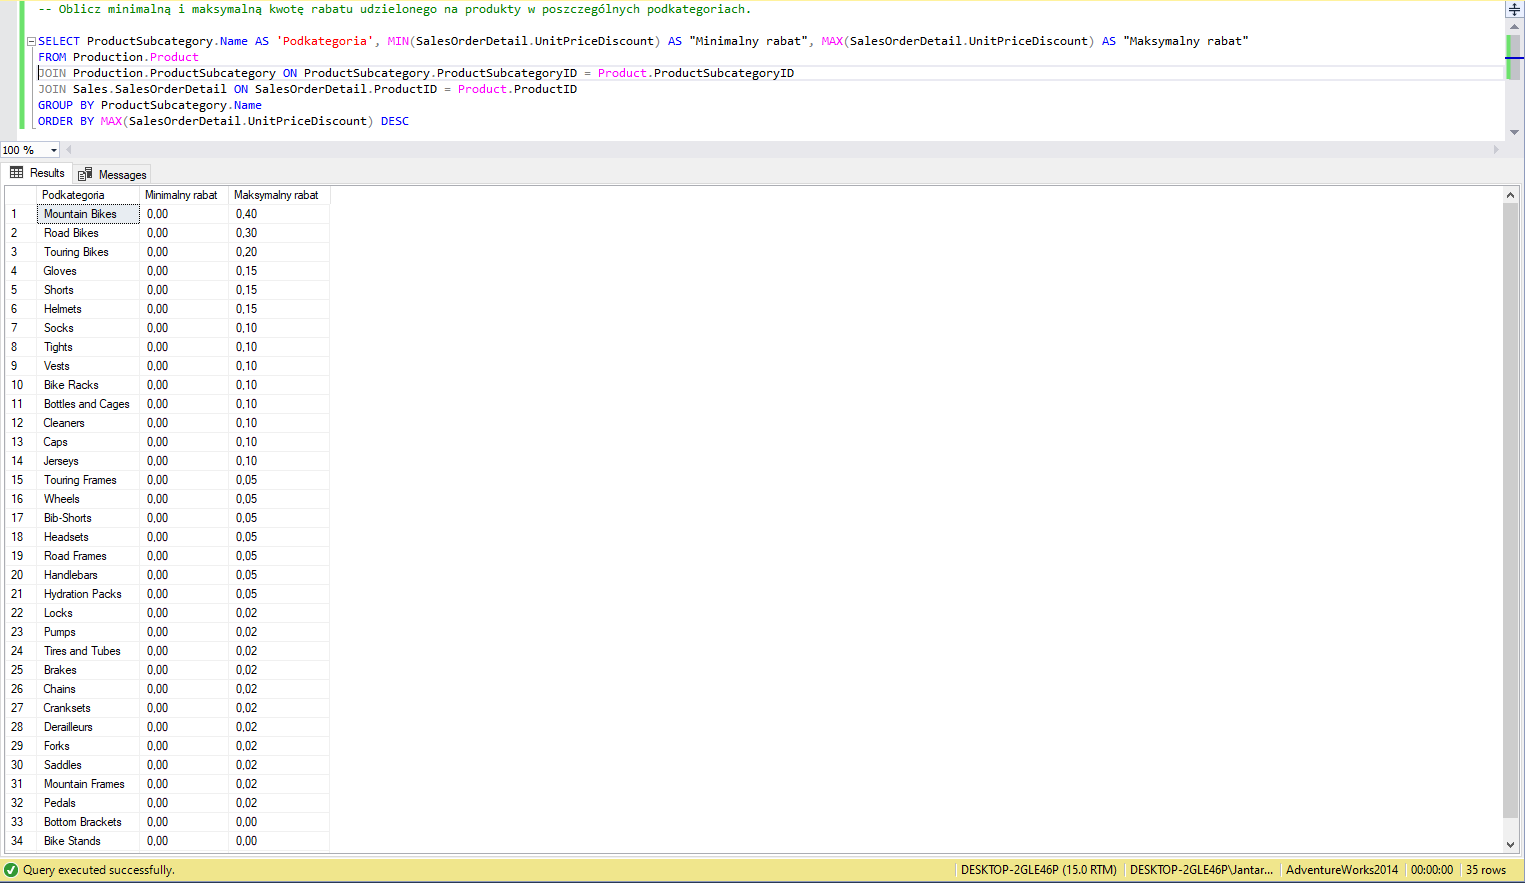 -- Oblicz minimalną i maksymalną kwotę rabatu udzielonego na produkty w poszczególnych podkategoriach.
SELECT ProductSubcategory.Name AS 'Podkategoria', MIN(SalesOrderDetail.UnitPriceDiscount) AS "Minimalny rabat", MAX(SalesOrderDetail.UnitPriceDiscount) AS "Maksymalny rabat"
FROM Production.Product
JOIN Production.ProductSubcategory ON ProductSubcategory.ProductSubcategoryID = Product.ProductSubcategoryID
JOIN Sales.SalesOrderDetail ON SalesOrderDetail.ProductID = Product.ProductID
GROUP BY ProductSubcategory.Name
ORDER BY MAX(SalesOrderDetail.UnitPriceDiscount) DESC
100 %
Results Messages
Podkategoria Minimalny rabat Maksymalny rabat
1 Mountain Bikes 0,00 0,40
2 Road Bikes 0,00 0,30
3 Touring Bikes 0,00 0,20
4 Gloves 0,00 0,15
5 Shorts 0,00 0,15
6 Helmets 0,00 0,15
7 Socks 0,00 0,10
8 Tights 0,00 0,10
9 Vests 0,00 0,10
10 Bike Racks 0,00 0,10
11 Bottles and Cages 0,00 0,10
12 Cleaners 0,00 0,10
13 Caps 0,00 0,10
14 Jerseys 0,00 0,10
15 Touring Frames 0,00 0,05
16 Wheels 0,00 0,05
17 Bib-Shorts 0,00 0,05
18 Headsets 0,00 0,05
19 Road Frames 0,00 0,05
20 Handlebars 0,00 0,05
21 Hydration Packs 0,00 0,05
22 Locks 0,00 0,02
23 Pumps 0,00 0,02
24 Tires and Tubes 0,00 0,02
25 Brakes 0,00 0,02
26 Chains 0,00 0,02
27 Cranksets 0,00 0,02
28 Derailleurs 0,00 0,02
29 Forks 0,00 0,02
30 Saddles 0,00 0,02
31 Mountain Frames 0,00 0,02
32 Pedals 0,00 0,02
33 Bottom Brackets 0,00 0,00
34 Bike Stands 0,00 0,00
Query executed successfully. DESKTOP-2GLE46P (15.0 RTM) DESKTOP-2GLE46P\Jantar... AdventureWorks2014 00:00:00 35 rows